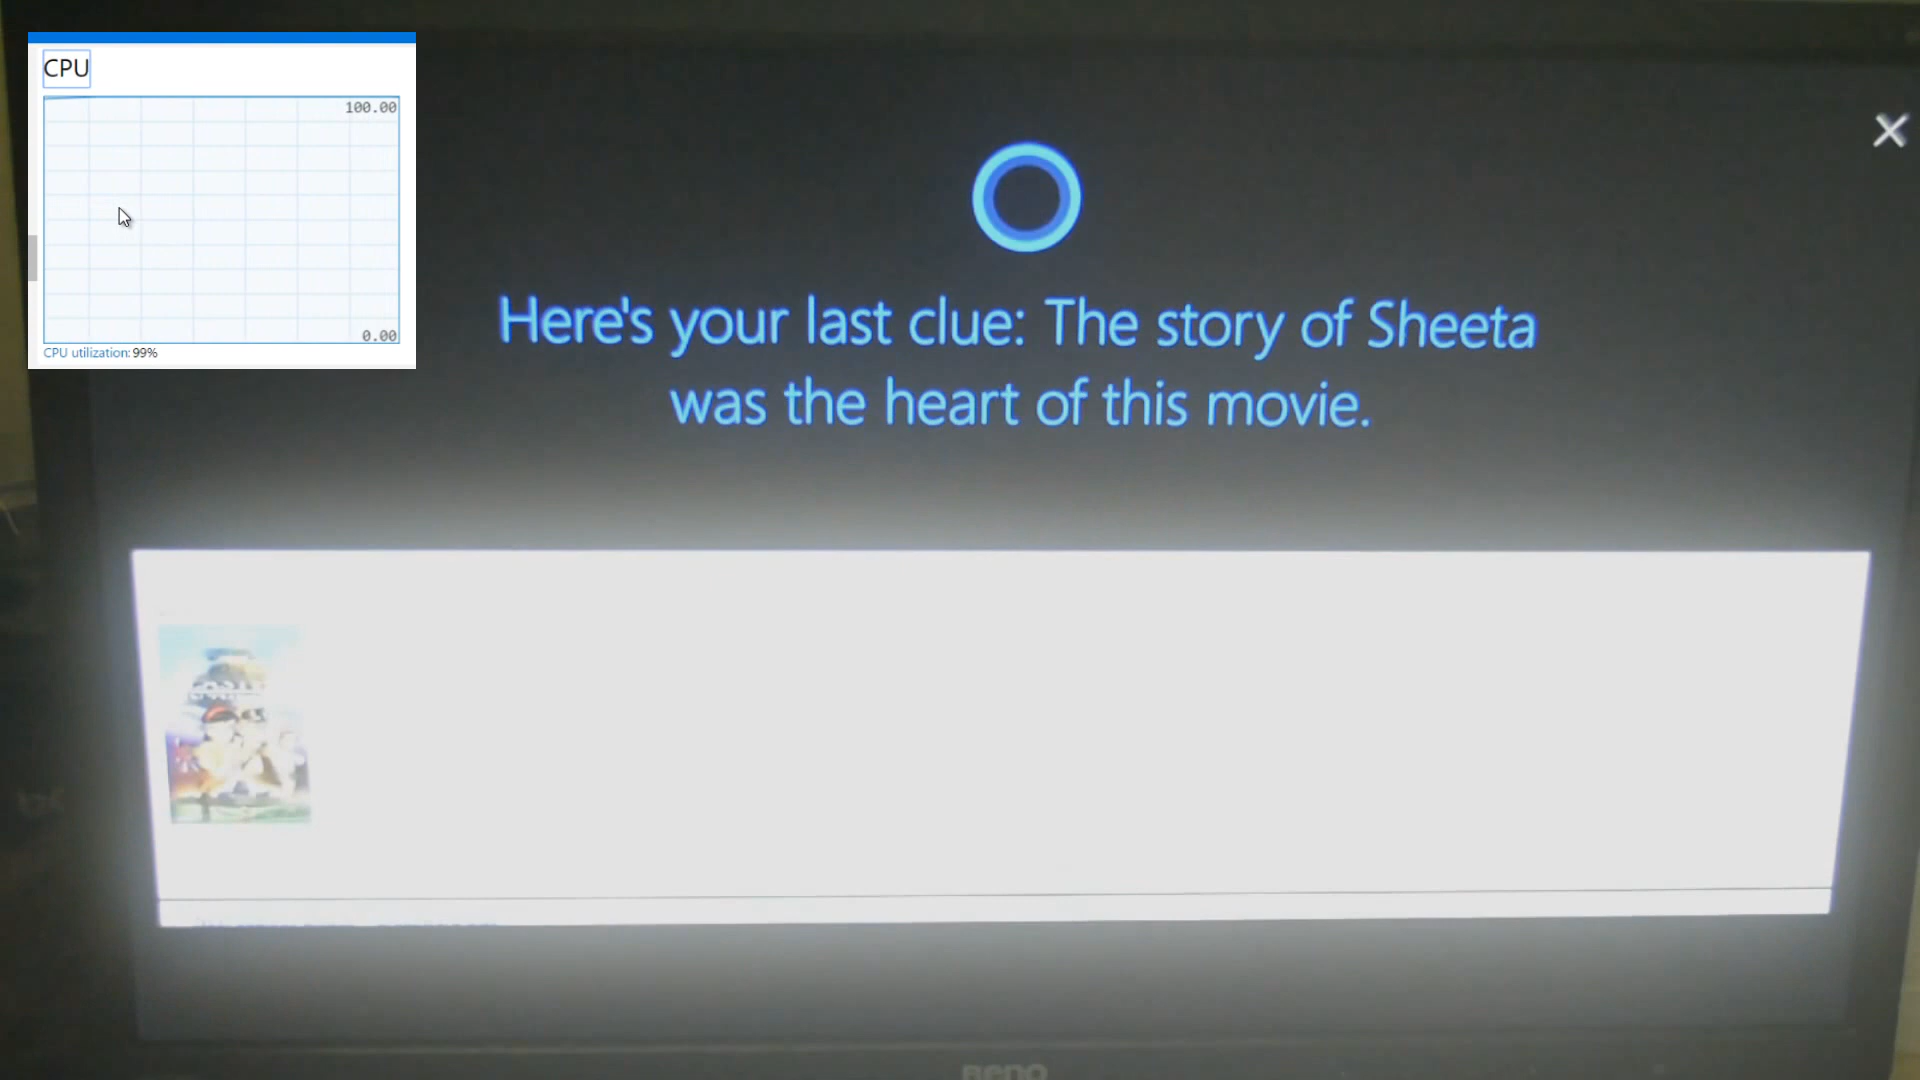 CPU
100.00
0.00
CPU utilization: 99%
Here's your last clue: The story of Sheeta
was the heart of this movie.
BenQ